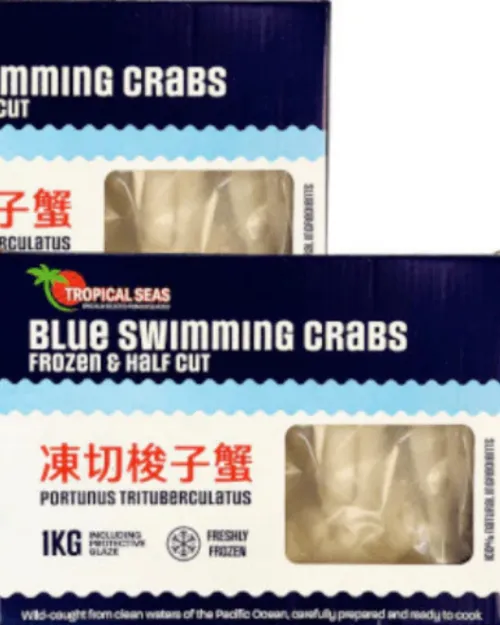 MMING CRABS
CUT
子蟹
RCULATUS
TROPICAL SEAS
BLUE SWIMMING CRABS
FROZEN & HALF CUT
凍切梭子蟹
PORTUNUS TRITUBERCULATUS
1KG INCLUDING PROTECTIVE GLAZE
FRESHLY FROZEN
100% NATURAL INGREDIENTS
Wild-caught from clean waters of the Pacific Ocean, carefully prepared and ready to cook